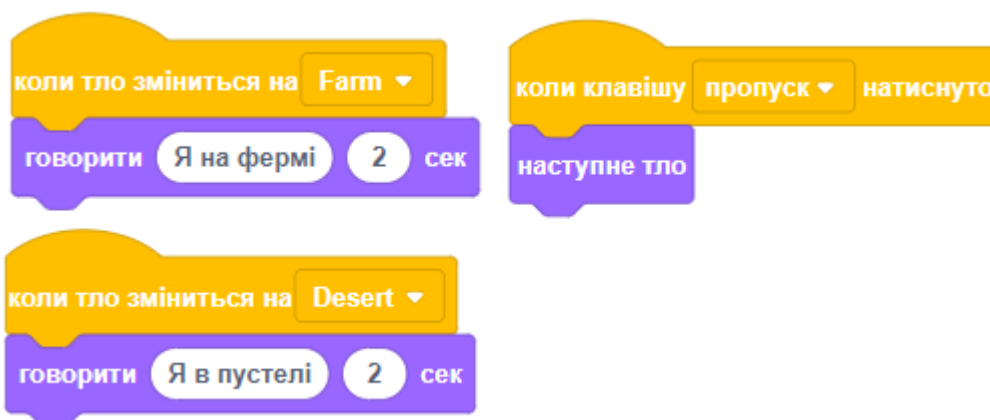 коли тло зміниться на Farm
говорити Я на фермі 2 сек
коли клавішу пропуск натиснуто
наступне тло
коли тло зміниться на Desert
говорити Я в пустелі 2 сек